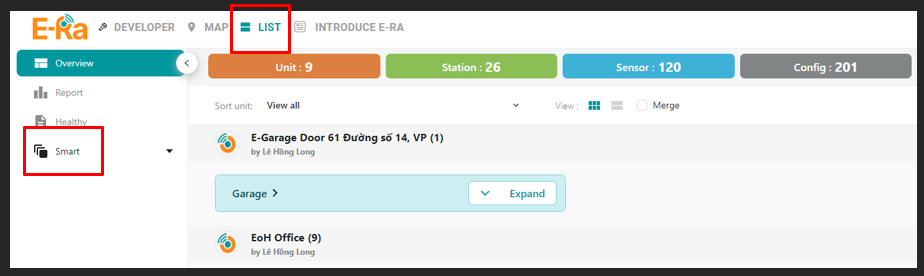 E-Ra DEVELOPER MAP LIST INTRODUCE E-RA
Overview
Report
Healthy
Smart
Unit : 9 Station : 26 Sensor : 120 Config : 201
Sort unit: View all View : Merge
E-Garage Door 61 Đường số 14, VP (1)
by Lê Hồng Long
Garage Expand
EoH Office (9)
by Lê Hồng Long